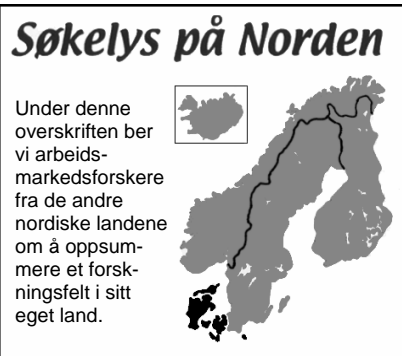 Søkelys på Norden
Under denne
overskriften ber
vi arbeids-
markedsforskere
fra de andre
nordiske landene
om å oppsum-
mere et forsk-
ningsfelt i sitt
eget land.